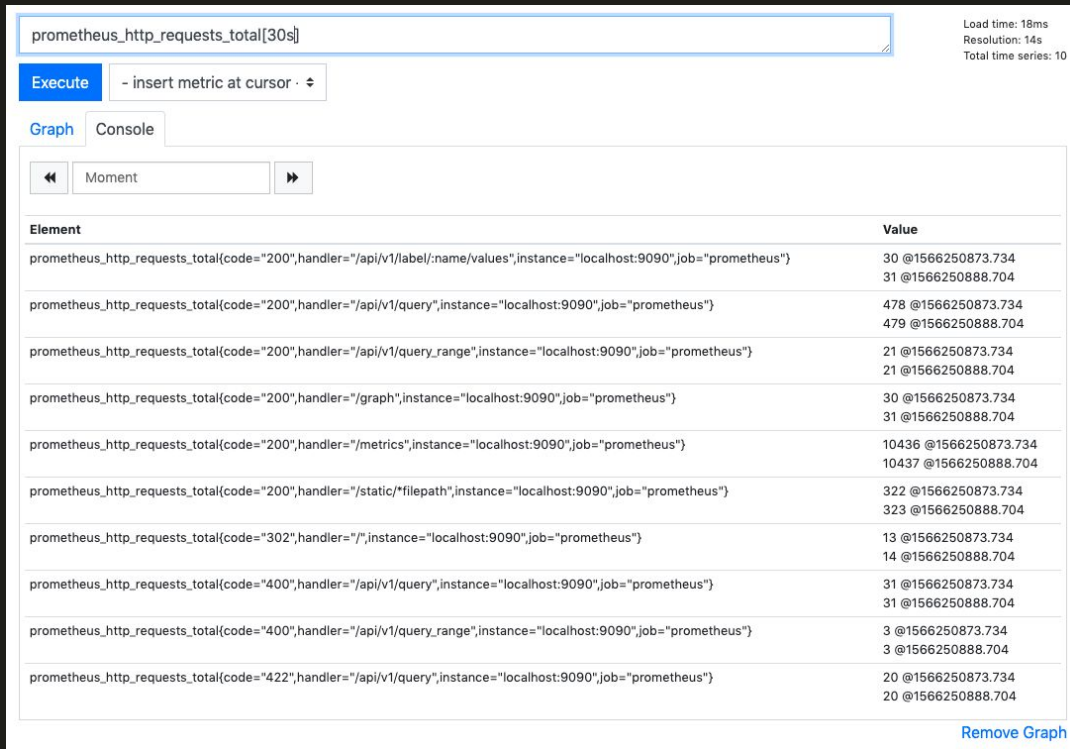 prometheus_http_requests_total[30s]
Load time: 18ms
Resolution: 14s
Total time series: 10
Execute
- insert metric at cursor -
Graph
Console
Moment
Element Value
prometheus_http_requests_total{code="200",handler="/api/v1/label/:name/values",instance="localhost:9090",job="prometheus"} 30 @1566250873.734
31 @1566250888.704
prometheus_http_requests_total{code="200",handler="/api/v1/query",instance="localhost:9090",job="prometheus"} 478 @1566250873.734
479 @1566250888.704
prometheus_http_requests_total{code="200",handler="/api/v1/query_range",instance="localhost:9090",job="prometheus"} 21 @1566250873.734
21 @1566250888.704
prometheus_http_requests_total{code="200",handler="/graph",instance="localhost:9090",job="prometheus"} 30 @1566250873.734
31 @1566250888.704
prometheus_http_requests_total{code="200",handler="/metrics",instance="localhost:9090",job="prometheus"} 10436 @1566250873.734
10437 @1566250888.704
prometheus_http_requests_total{code="200",handler="/static/*filepath",instance="localhost:9090",job="prometheus"} 322 @1566250873.734
323 @1566250888.704
prometheus_http_requests_total{code="302",handler="/",instance="localhost:9090",job="prometheus"} 13 @1566250873.734
14 @1566250888.704
prometheus_http_requests_total{code="400",handler="/api/v1/query",instance="localhost:9090",job="prometheus"} 31 @1566250873.734
31 @1566250888.704
prometheus_http_requests_total{code="400",handler="/api/v1/query_range",instance="localhost:9090",job="prometheus"} 3 @1566250873.734
3 @1566250888.704
prometheus_http_requests_total{code="422",handler="/api/v1/query",instance="localhost:9090",job="prometheus"} 20 @1566250873.734
20 @1566250888.704
Remove Graph